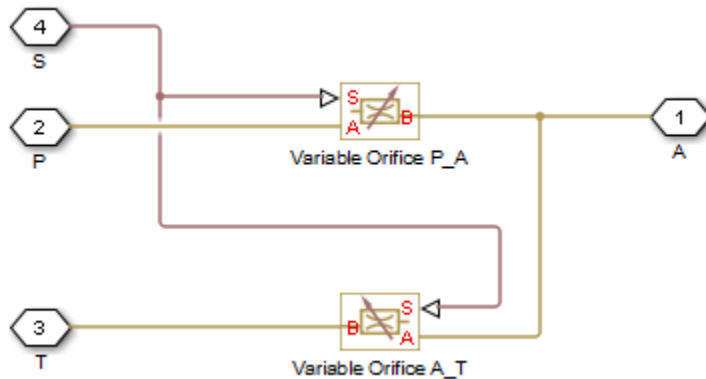 4
S
S
A
B
Variable Orifice P_A
2
P
1
A
S
B
A
Variable Orifice A_T
3
T